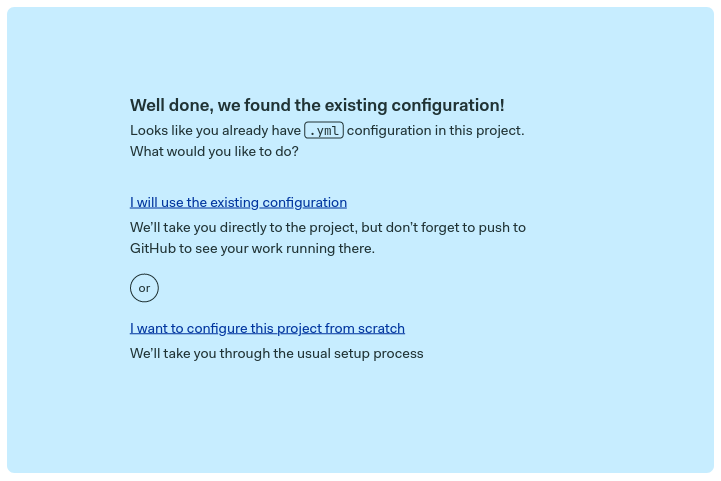 Well done, we found the existing configuration!
Looks like you already have .yml configuration in this project.
What would you like to do?
I will use the existing configuration
We’ll take you directly to the project, but don’t forget to push to
GitHub to see your work running there.
or
I want to configure this project from scratch
We’ll take you through the usual setup process